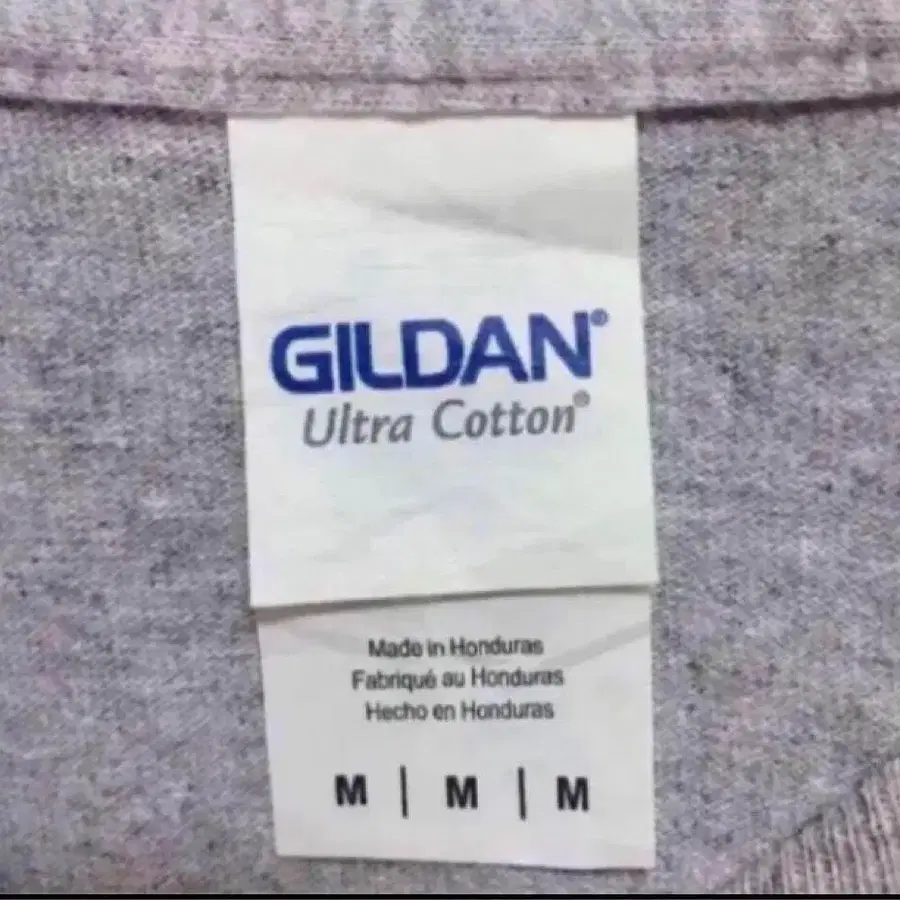 GILDAN®
Ultra Cotton®
Made in Honduras
Fabriqué au Honduras
Hecho en Honduras
M | M | M